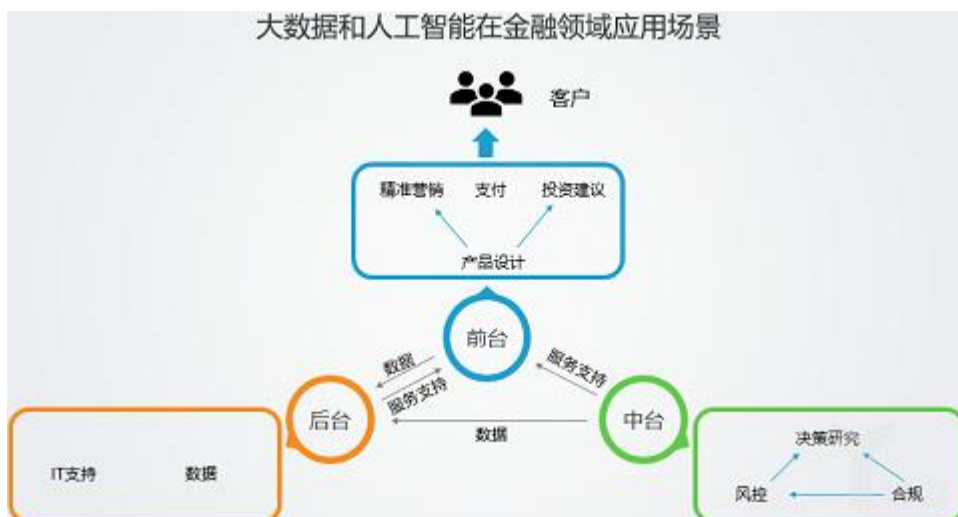 大数据和人工智能在金融领域应用场景
客户
精准营销 支付 投资建议
产品设计
前台
数据
服务支持
服务支持
后台
中台
数据
IT支持 数据
决策研究
风控 合规